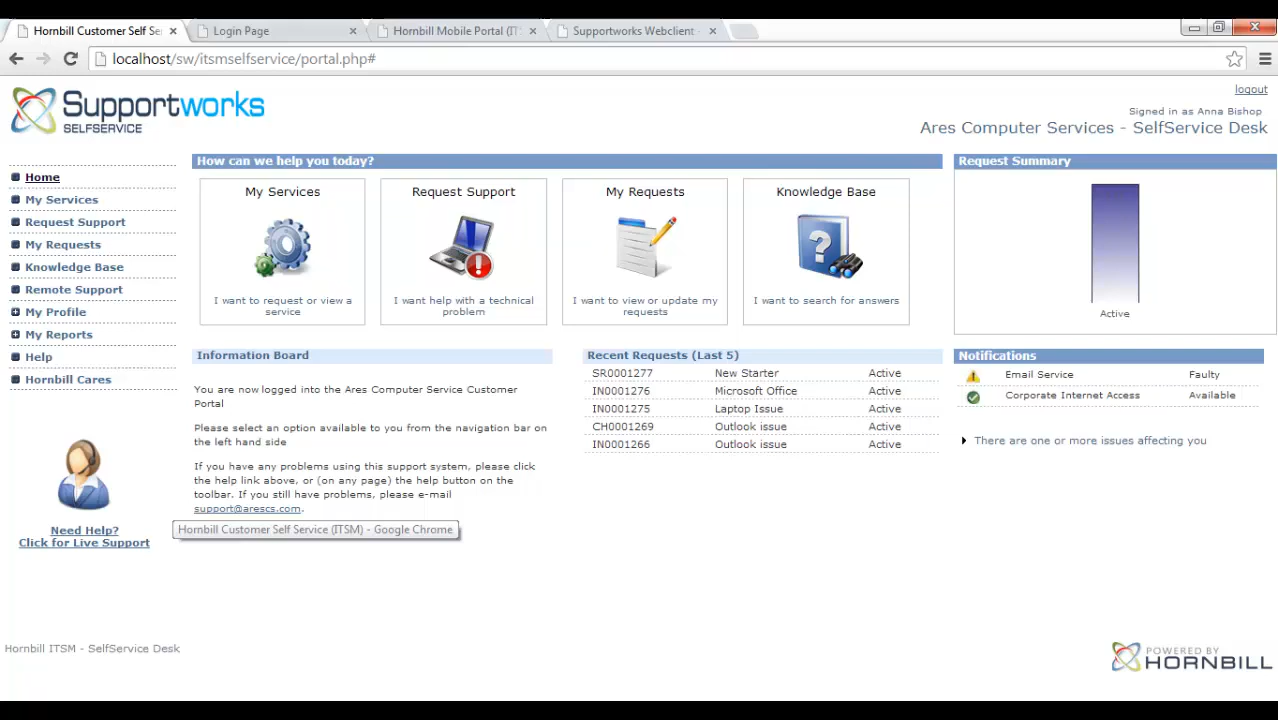 Hornbill Customer Self Se
Login Page
Hornbill Mobile Portal (IT
Supportworks Webclient -
localhost/sw/itsmselfservice/portal.php#
Supportworks
SELFSERVICE
logout
Signed in as Anna Bishop
Ares Computer Services - SelfService Desk
Home
My Services
Request Support
My Requests
Knowledge Base
Remote Support
My Profile
My Reports
Help
Hornbill Cares
Need Help?
Click for Live Support
How can we help you today?
My Services
I want to request or view a
service
Request Support
I want help with a technical
problem
My Requests
I want to view or update my
requests
Knowledge Base
I want to search for answers
Request Summary
Active
Information Board
You are now logged into the Ares Computer Service Customer
Portal
Please select an option available to you from the navigation bar on
the left hand side
If you have any problems using this support system, please click
the help link above, or (on any page) the help button on the
toolbar. If you still have problems, please e-mail
support@arescs.com.
Hornbill Customer Self Service (ITSM) - Google Chrome
Recent Requests (Last 5)
SR0001277 New Starter Active
IN0001276 Microsoft Office Active
IN0001275 Laptop Issue Active
CH0001269 Outlook issue Active
IN0001266 Outlook issue Active
Notifications
Email Service Faulty
Corporate Internet Access Available
There are one or more issues affecting you
Hornbill ITSM - SelfService Desk
POWERED BY
HORNBILL